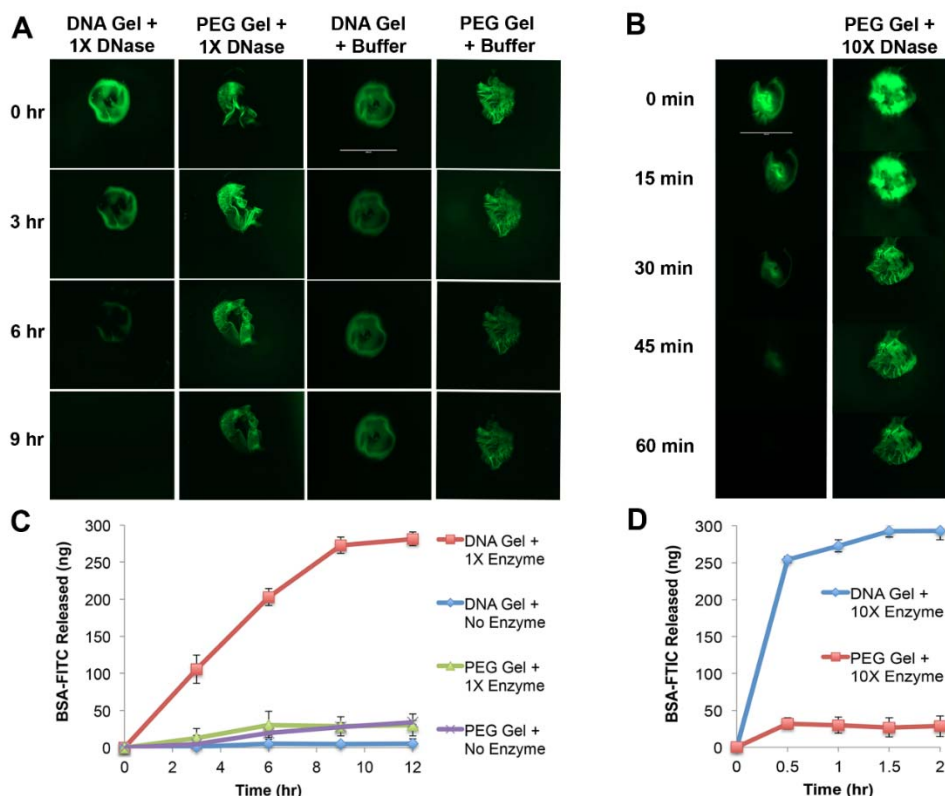 A
DNA Gel + 1X DNase
PEG Gel + 1X DNase
DNA Gel + Buffer
PEG Gel + Buffer
0 hr
3 hr
6 hr
9 hr
B
PEG Gel + 10X DNase
0 min
15 min
30 min
45 min
60 min
C
BSA-FITC Released (ng)
300
250
200
150
100
50
0
0 2 4 6 8 10 12
Time (hr)
DNA Gel +
1X Enzyme
DNA Gel +
No Enzyme
PEG Gel +
1X Enzyme
PEG Gel +
No Enzyme
D
BSA-FTIC Released (ng)
300
250
200
150
100
50
0
0 0.5 1 1.5 2
Time (hr)
DNA Gel +
10X Enzyme
PEG Gel +
10X Enzyme